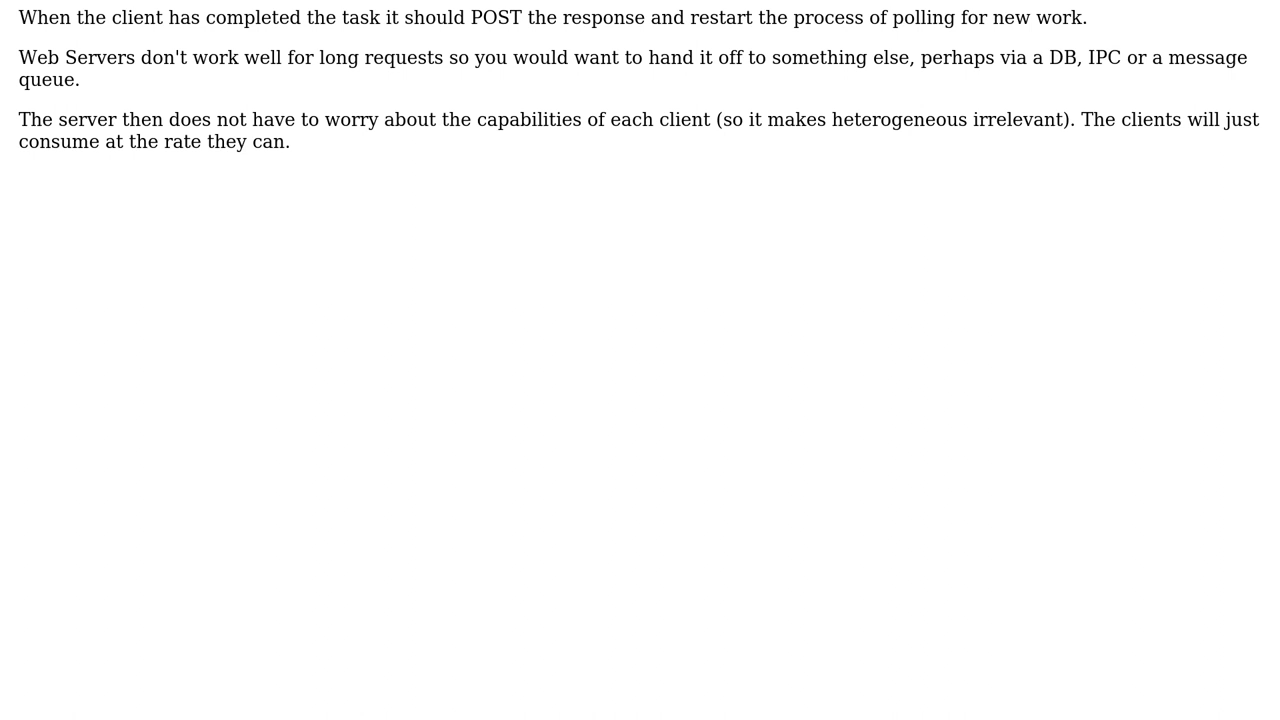 When the client has completed the task it should POST the response and restart the process of polling for new work.
Web Servers don't work well for long requests so you would want to hand it off to something else, perhaps via a DB, IPC or a message
queue.
The server then does not have to worry about the capabilities of each client (so it makes heterogeneous irrelevant). The clients will just
consume at the rate they can.